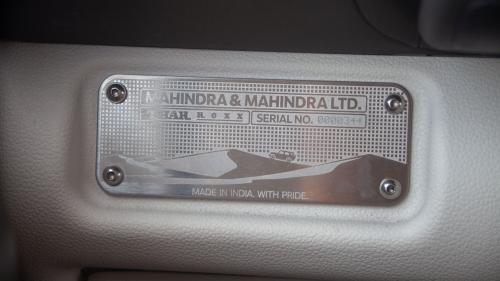 MAHINDRA & MAHINDRA LTD.
THAR ROXX SERIAL NO. 0000344
MADE IN INDIA. WITH PRIDE.